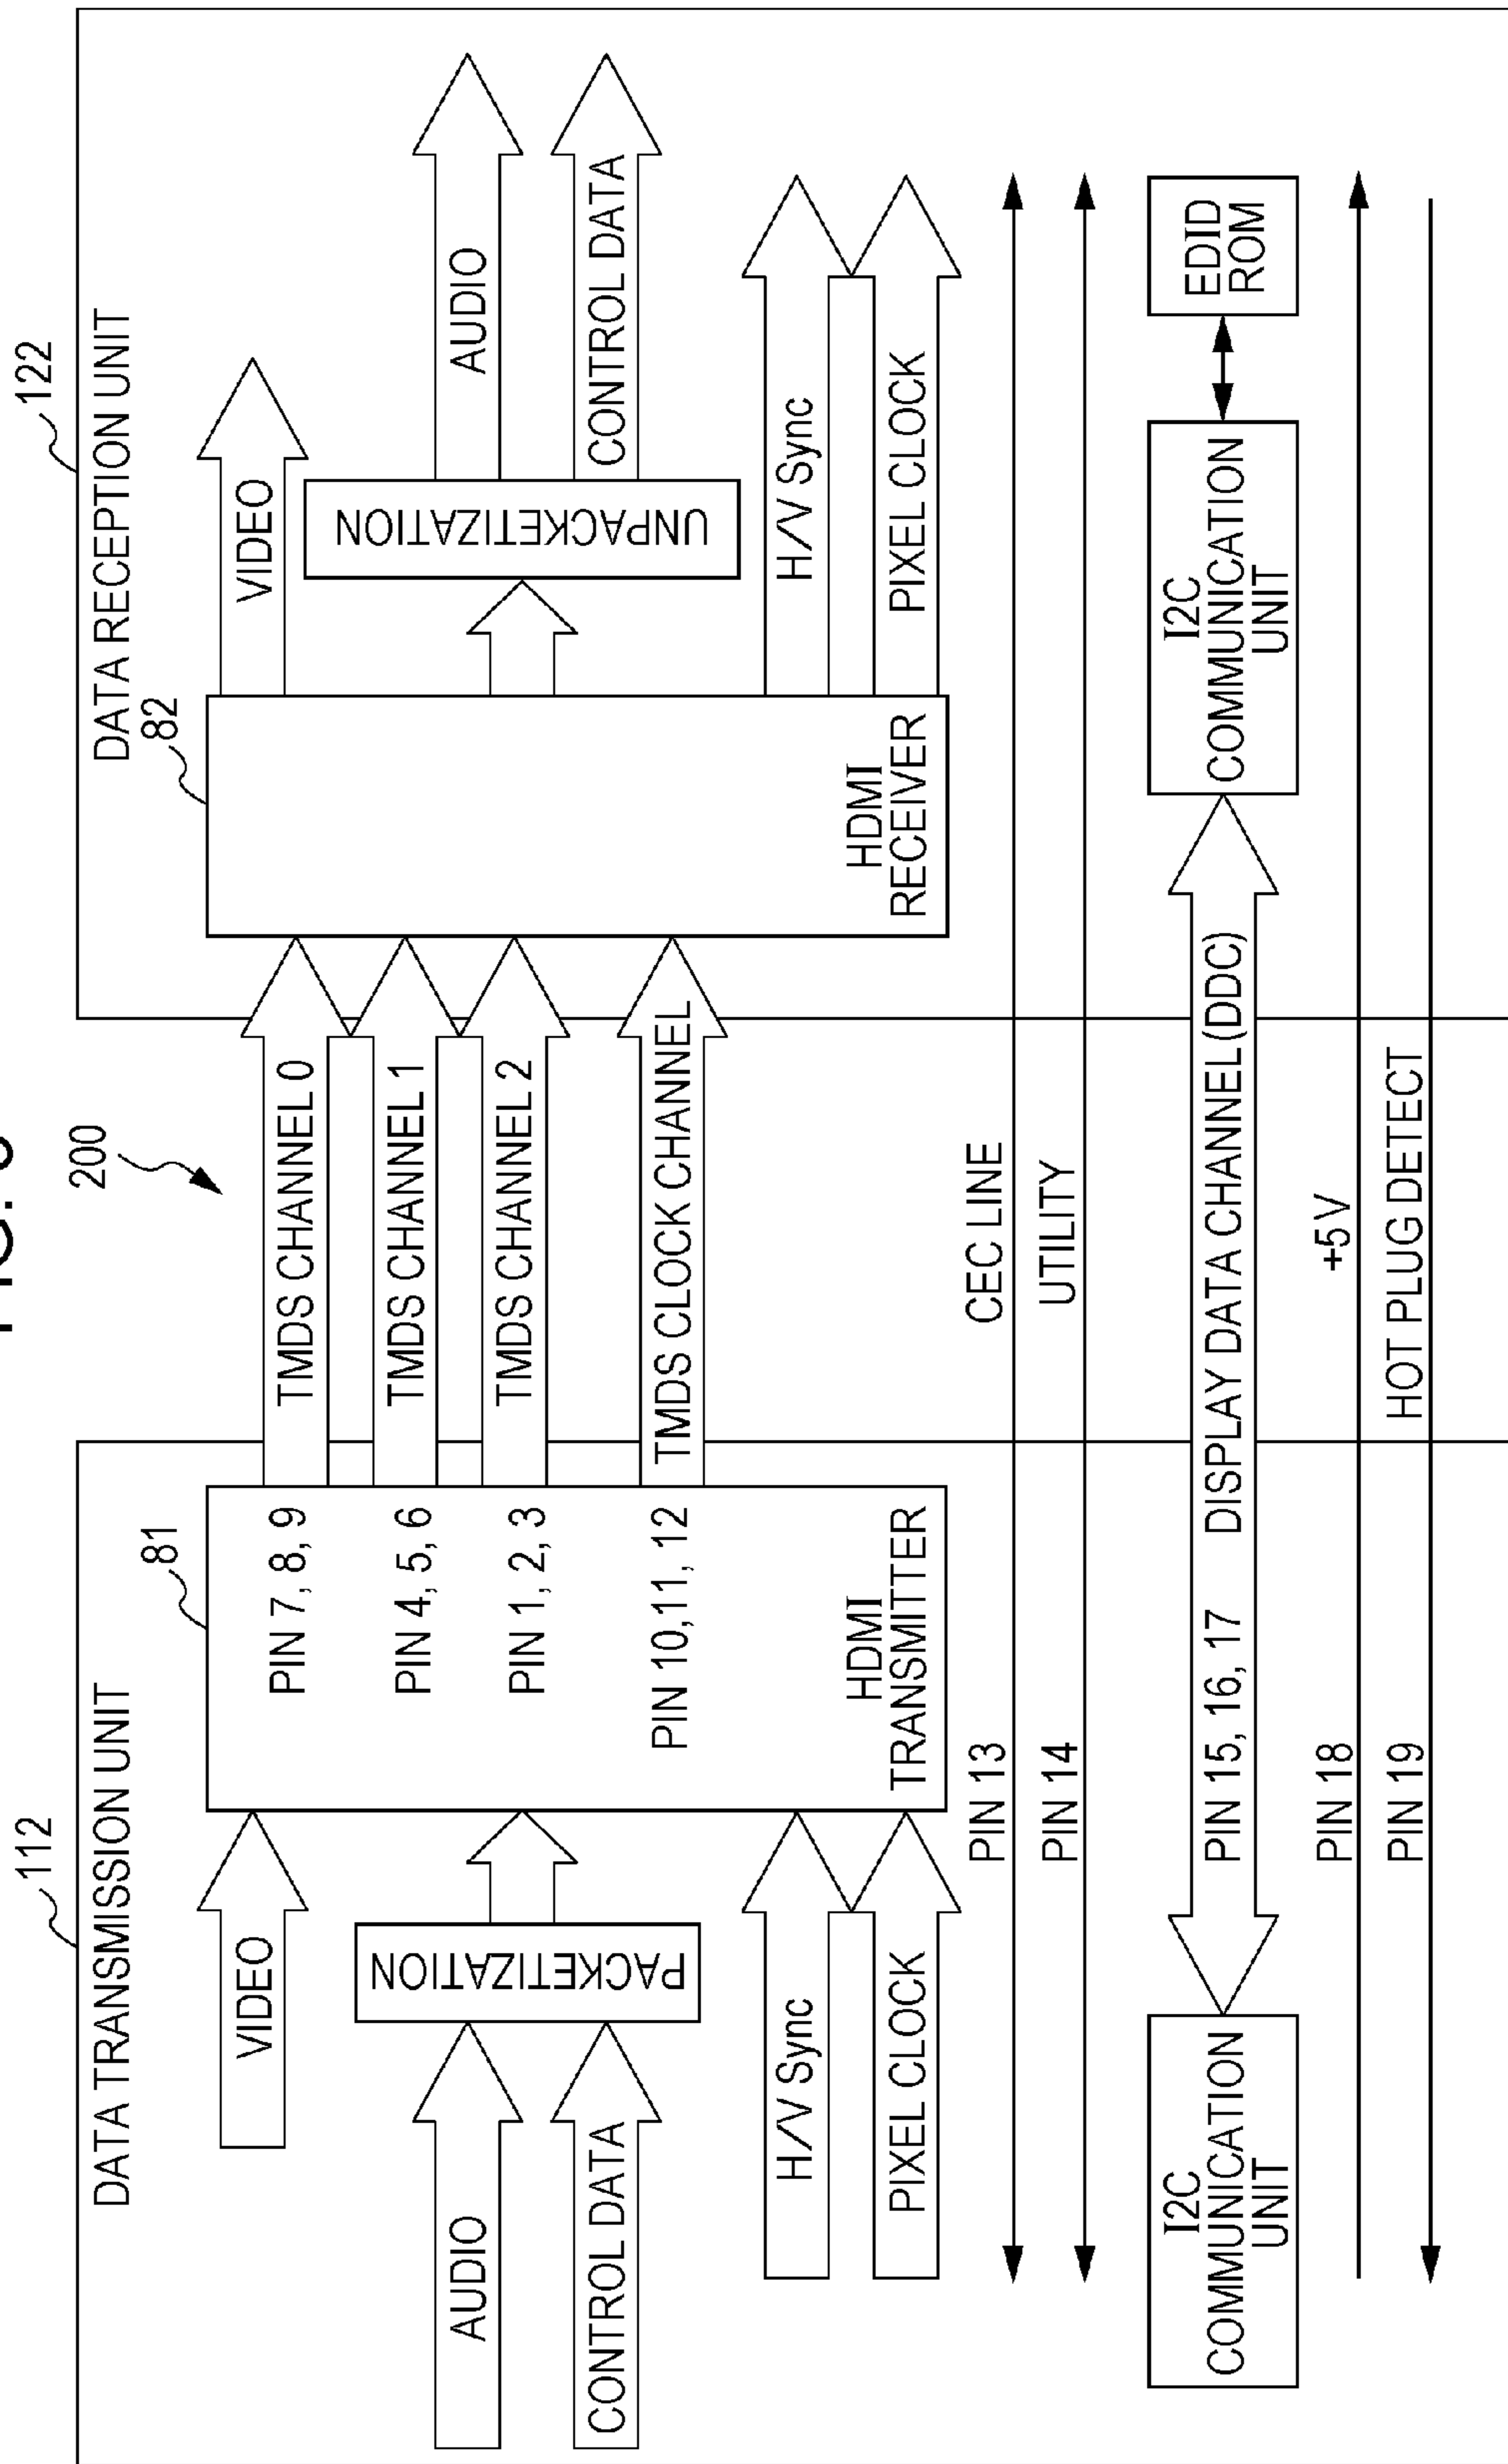 200
112
DATA TRANSMISSION UNIT
81
VIDEO
AUDIO
CONTROL DATA
PACKETIZATION
H/V Sync
PIXEL CLOCK
PIN 7, 8, 9
PIN 4, 5, 6
PIN 1, 2, 3
PIN 10, 11, 12
HDMI
TRANSMITTER
TMDS CHANNEL 0
TMDS CHANNEL 1
TMDS CHANNEL 2
TMDS CLOCK CHANNEL
122
DATA RECEPTION UNIT
82
HDMI
RECEIVER
VIDEO
UNPACKETIZATION
AUDIO
CONTROL DATA
H/V Sync
PIXEL CLOCK
PIN 13
CEC LINE
PIN 14
UTILITY
I2C
COMMUNICATION
UNIT
PIN 15, 16, 17
DISPLAY DATA CHANNEL (DDC)
I2C
COMMUNICATION
UNIT
EDID
ROM
PIN 18
+5 V
PIN 19
HOT PLUG DETECT